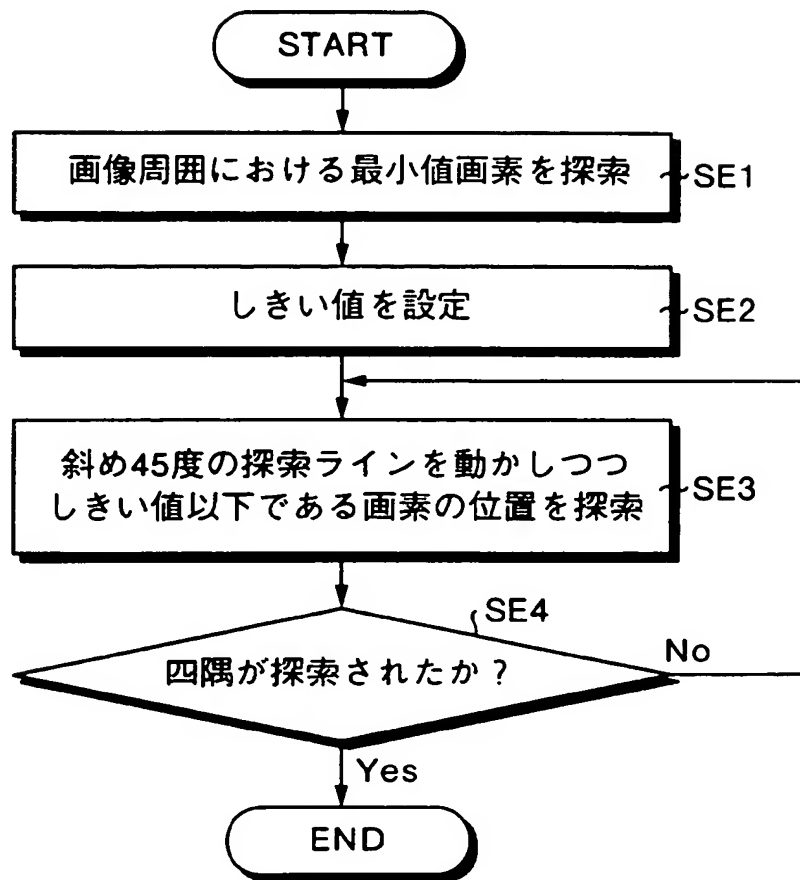 START
画像周囲における最小値画素を探索
SE1
しきい値を設定
SE2
斜め45度の探索ラインを動かしつつ
しきい値以下である画素の位置を探索
SE3
SE4
四隅が探索されたか？
No
Yes
END